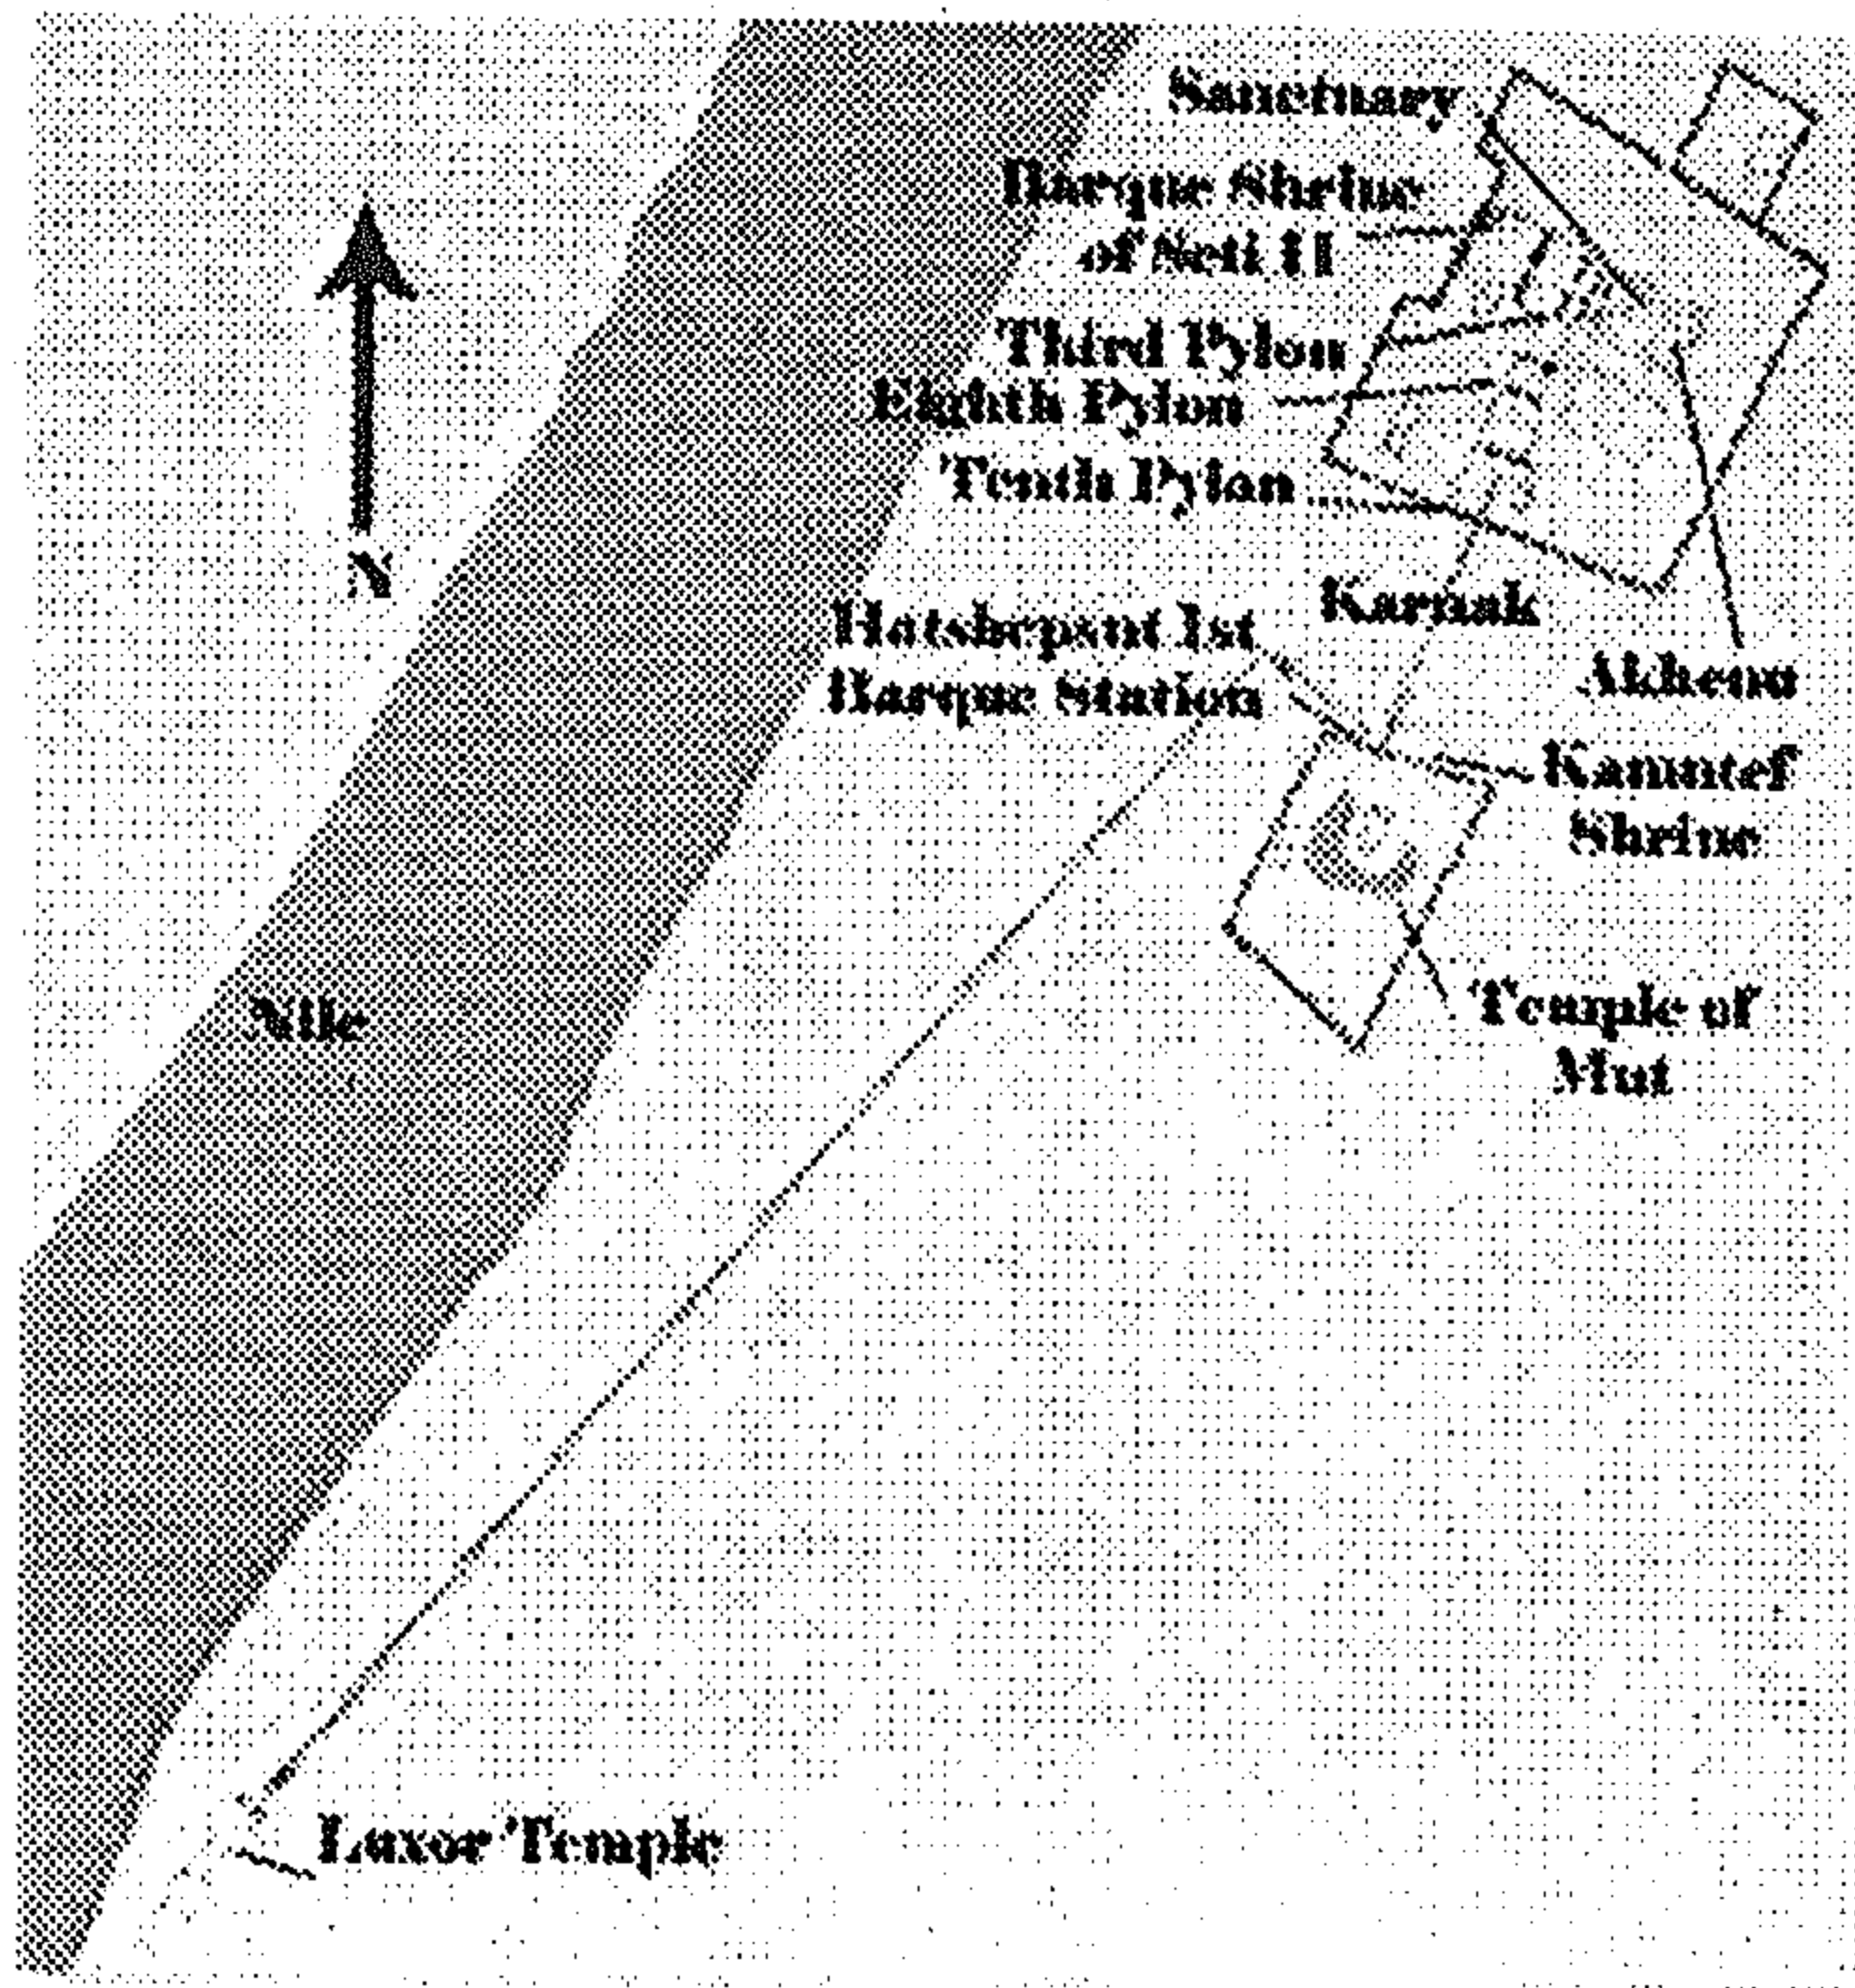 Sanctuary
Barque Shrine
of Seti II
Third Pylon
Eighth Pylon
Tenth Pylon
N
Karnak
Hatshepsut 1st
Barque Station
Akhenu
Kamutef
Shrine
Nile
Temple of
Mut
Luxor Temple